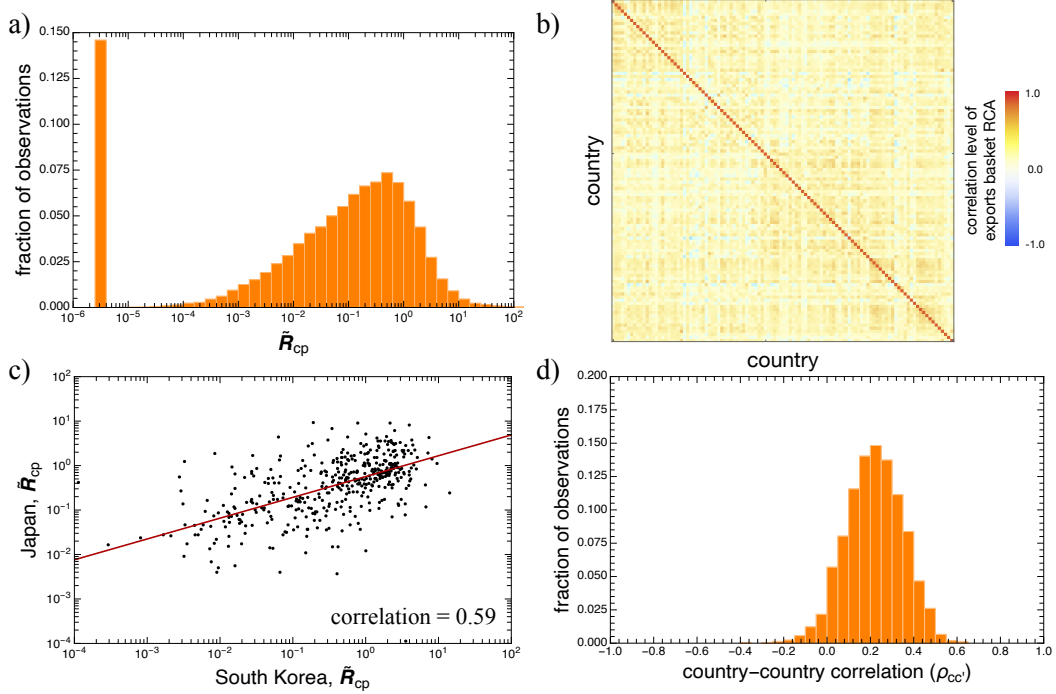 a)
0.150
0.125
0.100
0.075
0.050
0.025
0.000
fraction of observations
10⁻⁶ 10⁻⁵ 10⁻⁴ 10⁻³ 10⁻² 10⁻¹ 10⁰ 10¹ 10²
R̃cp
b)
country
country
correlation level of
exports basket RCA
1.0
0.0
-1.0
c)
10²
10¹
10⁰
10⁻¹
10⁻²
10⁻³
10⁻⁴
Japan, R̃cp
correlation = 0.59
10⁻⁴ 10⁻³ 10⁻² 10⁻¹ 10⁰ 10¹ 10²
South Korea, R̃cp
d)
0.200
0.175
0.150
0.125
0.100
0.075
0.050
0.025
0.000
fraction of observations
-1.0 -0.8 -0.6 -0.4 -0.2 0.0 0.2 0.4 0.6 0.8 1.0
country−country correlation (ρcc')